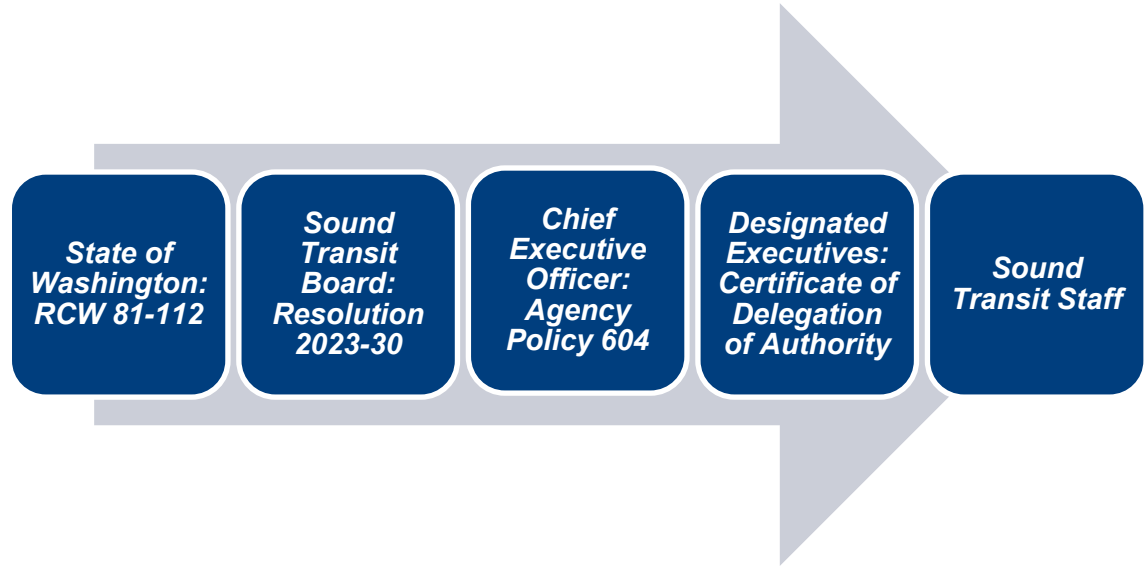 State of
Washington:
RCW 81-112
Sound
Transit
Board:
Resolution
2023-30
Chief
Executive
Officer:
Agency
Policy 604
Designated
Executives:
Certificate of
Delegation
of Authority
Sound
Transit Staff